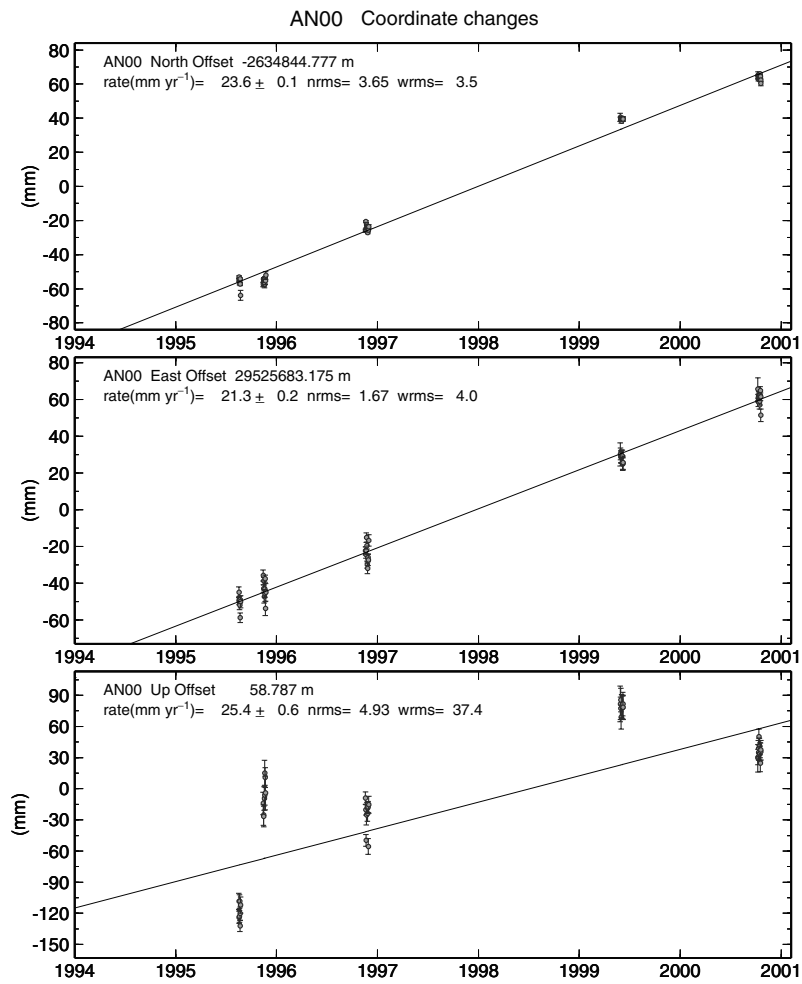 AN00 Coordinate changes
AN00 North Offset -2634844.777 m
rate(mm yr⁻¹)= 23.6 ± 0.1 nrms= 3.65 wrms= 3.5
80
60
40
20
0
-20
-40
-60
-80
(mm)
1994 1995 1996 1997 1998 1999 2000 2001
AN00 East Offset 29525683.175 m
rate(mm yr⁻¹)= 21.3 ± 0.2 nrms= 1.67 wrms= 4.0
80
60
40
20
0
-20
-40
-60
(mm)
1994 1995 1996 1997 1998 1999 2000 2001
AN00 Up Offset 58.787 m
rate(mm yr⁻¹)= 25.4 ± 0.6 nrms= 4.93 wrms= 37.4
90
60
30
0
-30
-60
-90
-120
-150
(mm)
1994 1995 1996 1997 1998 1999 2000 2001